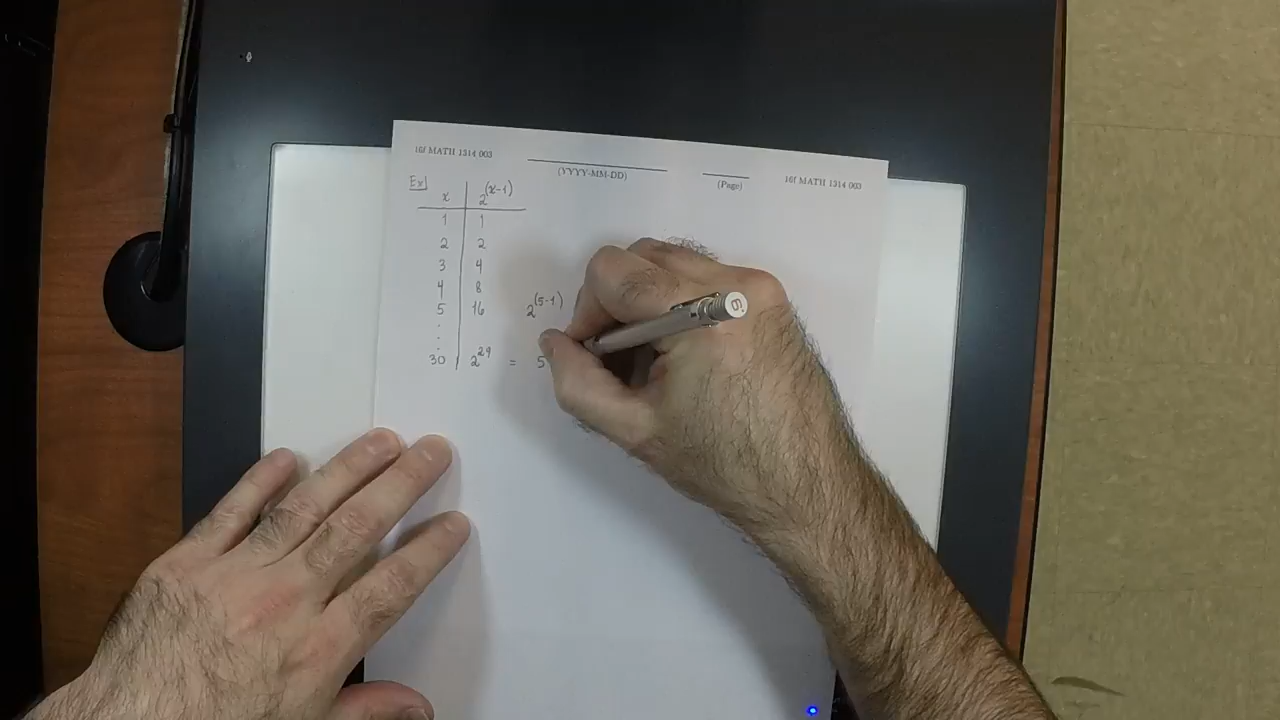 16f MATH 1314 003 (YYYY-MM-DD) (Page) 16f MATH 1314 003
Ex
x 2^(x-1)
1 1
2 2
3 4
4 8
5 16 2^(5-1)
⋮
30 2^29 = 5
6